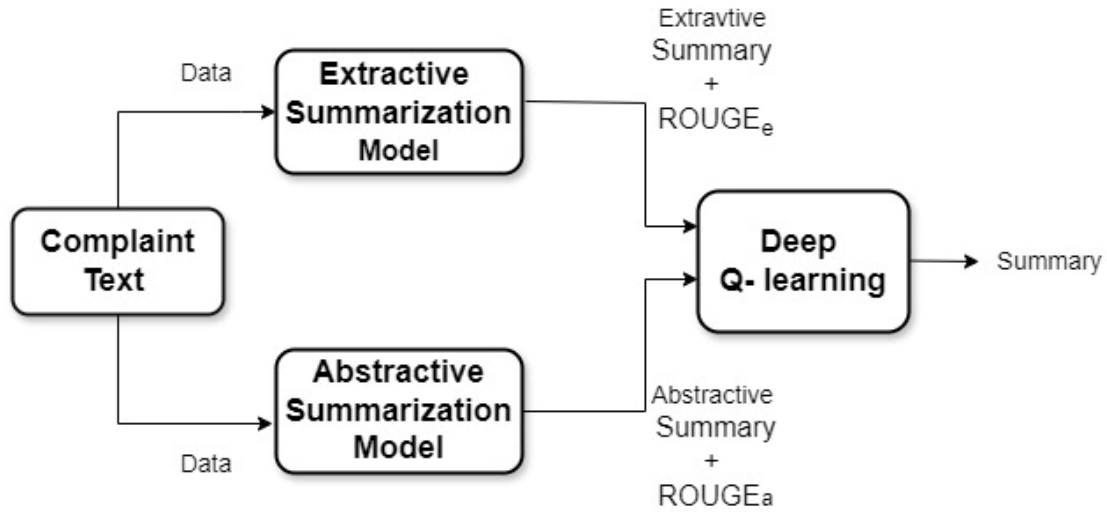 Complaint
Text
Data
Extractive
Summarization
Model
Extravtive
Summary
+
ROUGEe
Data
Abstractive
Summarization
Model
Abstractive
Summary
+
ROUGEa
Deep
Q- learning
Summary